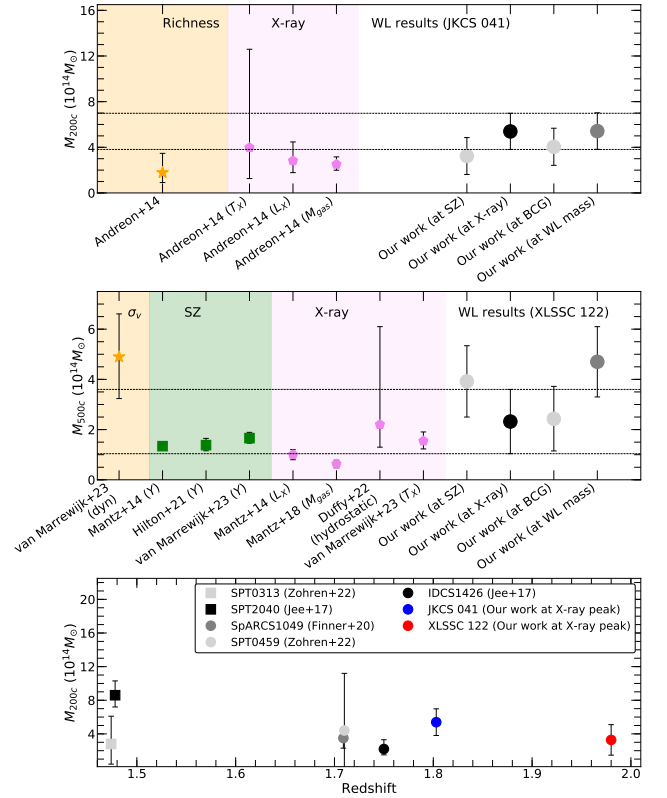 Richness X-ray WL results (JKCS 041)
16
12
8
4
0
M200c (10^14 M⊙)
Andreon+14
Andreon+14 (TX)
Andreon+14 (LX)
Andreon+14 (Mgas)
Our work (at SZ)
Our work (at X-ray)
Our work (at BCG)
Our work (at WL mass)
σv SZ X-ray WL results (XLSSC 122)
6
4
2
0
M500c (10^14 M⊙)
van Marrewijk+23
(dyn)
Mantz+14 (Y)
Hilton+21 (Y)
van Marrewijk+23 (Y)
Mantz+14 (LX)
Mantz+18 (Mgas)
Duffy+22
(hydrostatic)
van Marrewijk+23 (TX)
Our work (at SZ)
Our work (at X-ray)
Our work (at BCG)
Our work (at WL mass)
SPT0313 (Zohren+22)
SPT2040 (Jee+17)
SpARCS1049 (Finner+20)
SPT0459 (Zohren+22)
IDCS1426 (Jee+17)
JKCS 041 (Our work at X-ray peak)
XLSSC 122 (Our work at X-ray peak)
20
16
12
8
4
M200c (10^14 M⊙)
1.5 1.6 1.7 1.8 1.9 2.0
Redshift